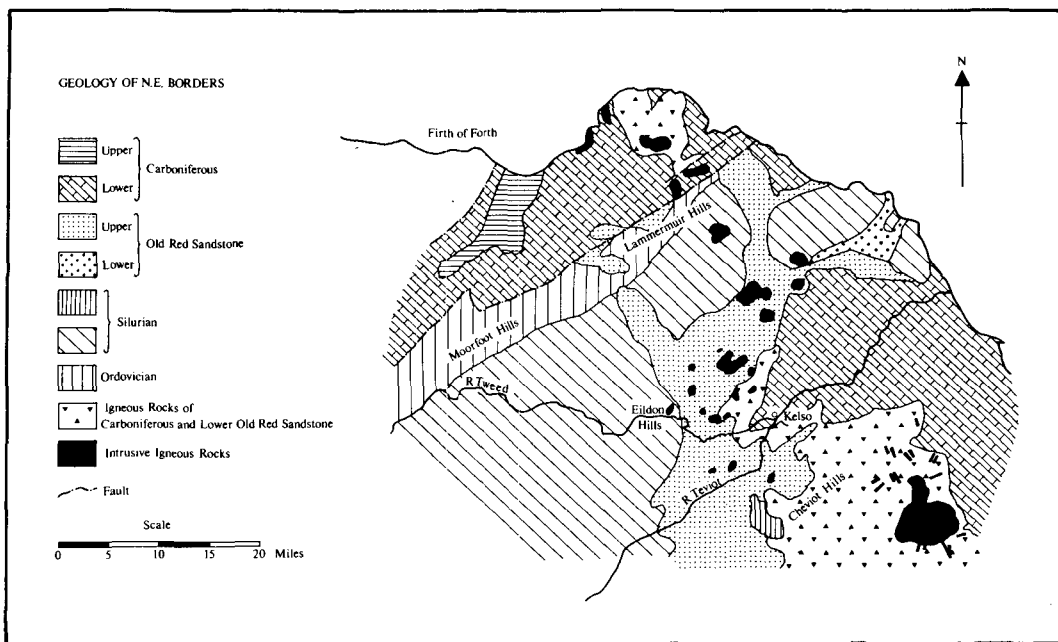 GEOLOGY OF N.E. BORDERS
Upper
Carboniferous
Lower
Upper
Old Red Sandstone
Lower
Silurian
Ordovician
Igneous Rocks of
Carboniferous and Lower Old Red Sandstone
Intrusive Igneous Rocks
Fault
Scale
0 5 10 15 20 Miles
N
Firth of Forth
Lammermuir Hills
Moorfoot Hills
R Tweed
Eildon
Hills
Kelso
R Teviot
Cheviot Hills